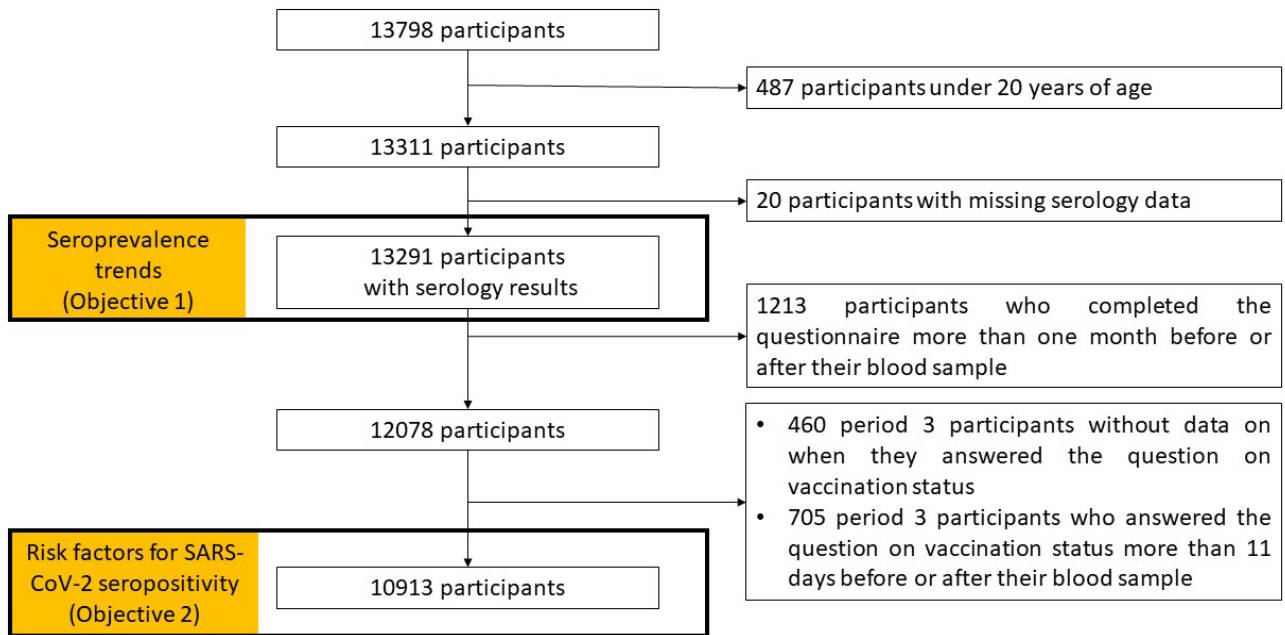 13798 participants
487 participants under 20 years of age
13311 participants
20 participants with missing serology data
Seroprevalence
trends
(Objective 1)
13291 participants
with serology results
1213 participants who completed the
questionnaire more than one month before or
after their blood sample
12078 participants
• 460 period 3 participants without data on
when they answered the question on
vaccination status
• 705 period 3 participants who answered the
question on vaccination status more than 11
days before or after their blood sample
Risk factors for SARS-
CoV-2 seropositivity
(Objective 2)
10913 participants